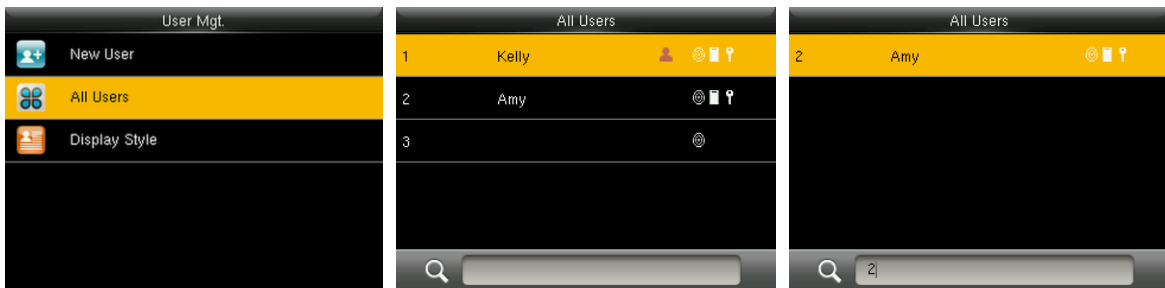 User Mgt.
New User
All Users
Display Style
All Users
1 Kelly
2 Amy
3
All Users
2 Amy
2